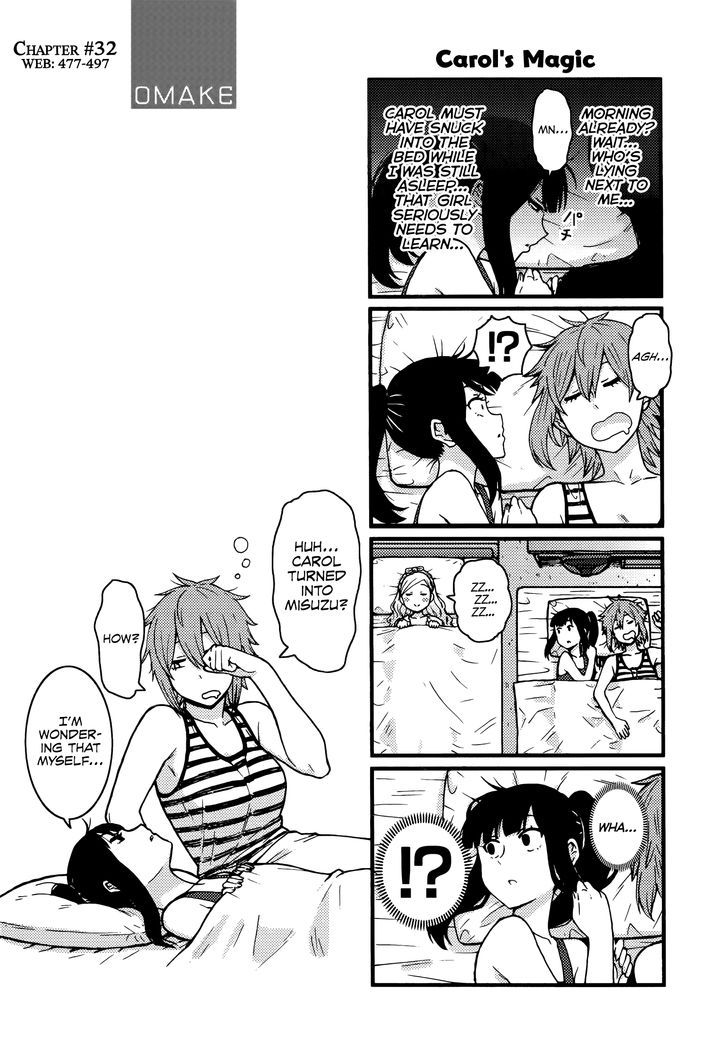 CHAPTER #32
WEB: 477-497
OMAKE
Carol's Magic
MORNING
ALREADY?
WAIT...
WHO'S
LYING
NEXT TO
ME...
MN...
CAROL MUST
HAVE SNUCK
INTO THE
BED WHILE
I WAS STILL
ASLEEP...
THAT GIRL
SERIOUSLY
NEEDS TO
LEARN...
パチ
AGH...
!?
ZZ...
ZZ...
ZZ...
WHA...
!?
HUH...
CAROL
TURNED
INTO
MISUZU?
HOW?
I'M
WONDER-
ING THAT
MYSELF...